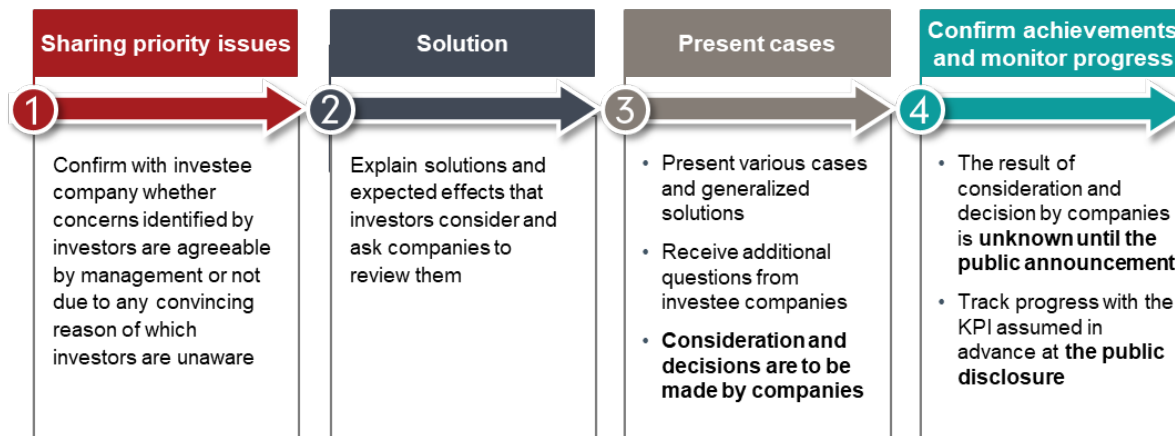 Sharing priority issues
1
Confirm with investee
company whether
concerns identified by
investors are agreeable
by management or not
due to any convincing
reason of which
investors are unaware
Solution
2
Explain solutions and
expected effects that
investors consider and
ask companies to
review them
Present cases
3
• Present various cases
and generalized
solutions
• Receive additional
questions from
investee companies
• Consideration and
decisions are to be
made by companies
Confirm achievements
and monitor progress
4
• The result of
consideration and
decision by companies
is unknown until the
public announcement
• Track progress with the
KPI assumed in
advance at the public
disclosure